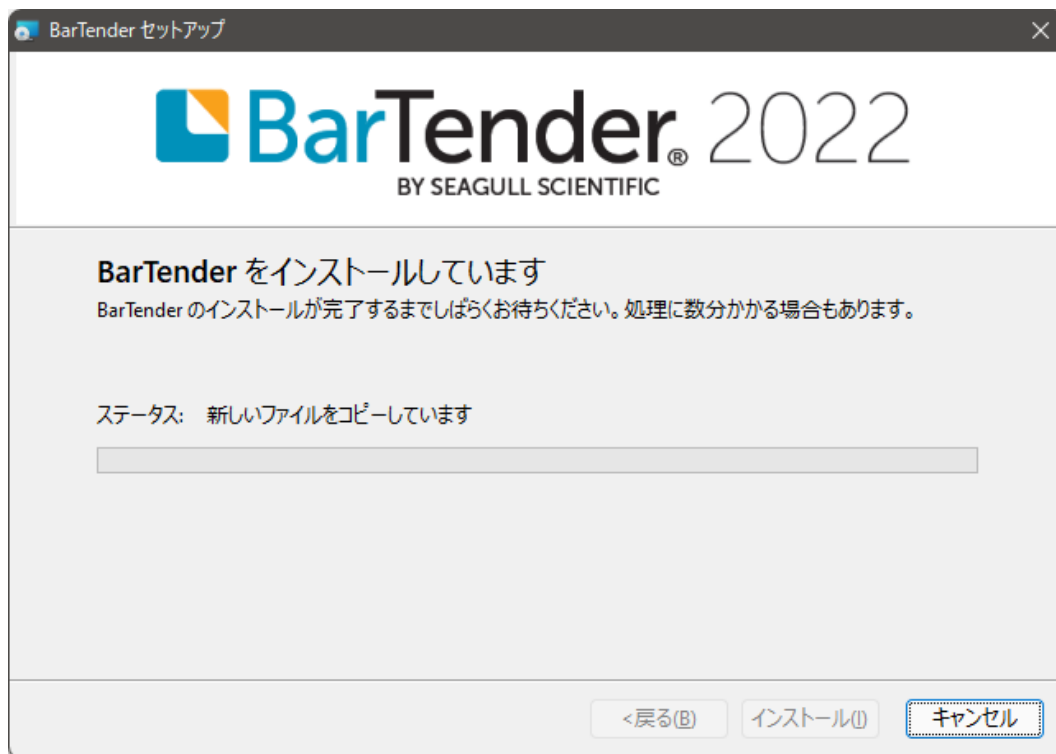 BarTender セットアップ
BarTender® 2022
BY SEAGULL SCIENTIFIC
BarTender をインストールしています
BarTender のインストールが完了するまでしばらくお待ちください。処理に数分かかる場合もあります。
ステータス: 新しいファイルをコピーしています
<戻る(B) インストール(I) キャンセル